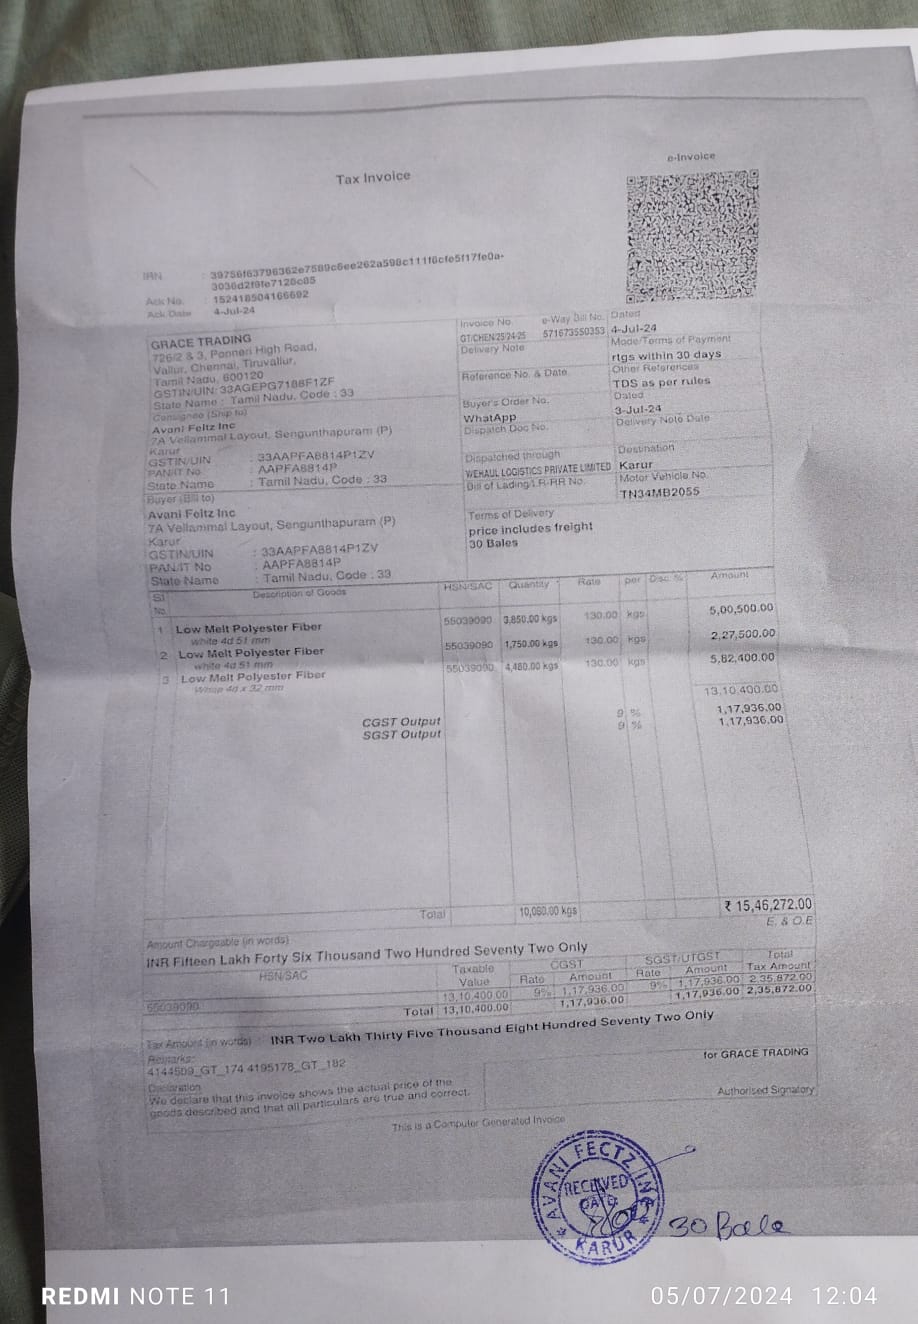 Tax Invoice
e-Invoice
IRN :
Ack No. : 152418504166692
Ack Date : 4-Jul-24
GRACE TRADING
726/2 & 3, Ponneri High Road,
Vallur, Chennai, Tiruvallur,
Tamil Nadu, 600120
GSTIN/UIN: 33AGEPG7188F1ZF
State Name : Tamil Nadu, Code : 33
Consignee (Ship to)
Avani Feltz Inc
7A Vellammal Layout, Sengunthapuram (P)
Karur
GSTIN/UIN : 33AAPFA8814P1ZV
PAN/IT No : AAPFA8814P
State Name : Tamil Nadu, Code : 33
Buyer (Bill to)
Avani Feltz Inc
7A Vellammal Layout, Sengunthapuram (P)
Karur
GSTIN/UIN : 33AAPFA8814P1ZV
PAN/IT No : AAPFA8814P
State Name : Tamil Nadu, Code : 33
Invoice No. e-Way Bill No. Dated
GT/CHEN/25/24-25 571673550353 4-Jul-24
Delivery Note Mode/Terms of Payment
rtgs within 30 days
Reference No. & Date. Other References
TDS as per rules
Buyer's Order No. Dated
WhatApp 3-Jul-24
Dispatch Doc No. Delivery Note Date
Dispatched through Destination
WEHAUL LOGISTICS PRIVATE LIMITED Karur
Bill of Lading/LR-RR No. Motor Vehicle No.
TN34MB2055
Terms of Delivery
price includes freight
30 Bales
Sl No. Description of Goods HSN/SAC Quantity Rate per Disc. % Amount
1 Low Melt Polyester Fiber 55039090 3,850.00 kgs 130.00 kgs 5,00,500.00
white 4d 51 mm
2 Low Melt Polyester Fiber 55039090 1,750.00 kgs 130.00 kgs 2,27,500.00
white 4d 51 mm
3 Low Melt Polyester Fiber 55039090 4,480.00 kgs 130.00 kgs 5,82,400.00
4d x 32 mm
13,10,400.00
CGST Output 9 % 1,17,936.00
SGST Output 9 % 1,17,936.00
Total 10,080.00 kgs ₹ 15,46,272.00
E. & O.E
Amount Chargeable (in words)
INR Fifteen Lakh Forty Six Thousand Two Hundred Seventy Two Only
HSN/SAC Taxable Value CGST Rate Amount SGST/UTGST Rate Amount Total Tax Amount
55039090 13,10,400.00 9% 1,17,936.00 9% 1,17,936.00 2,35,872.00
Total 13,10,400.00 1,17,936.00 1,17,936.00 2,35,872.00
Tax Amount (in words) : INR Two Lakh Thirty Five Thousand Eight Hundred Seventy Two Only
Remarks:
4144509_GT_174 4195178_GT_182
Declaration
We declare that this invoice shows the actual price of the
goods described and that all particulars are true and correct.
for GRACE TRADING
Authorised Signatory
This is a Computer Generated Invoice
AVANI FECTZ INC
RECEIVED
DATE:
KARUR
30 Bale
REDMI NOTE 11
05/07/2024 12:04